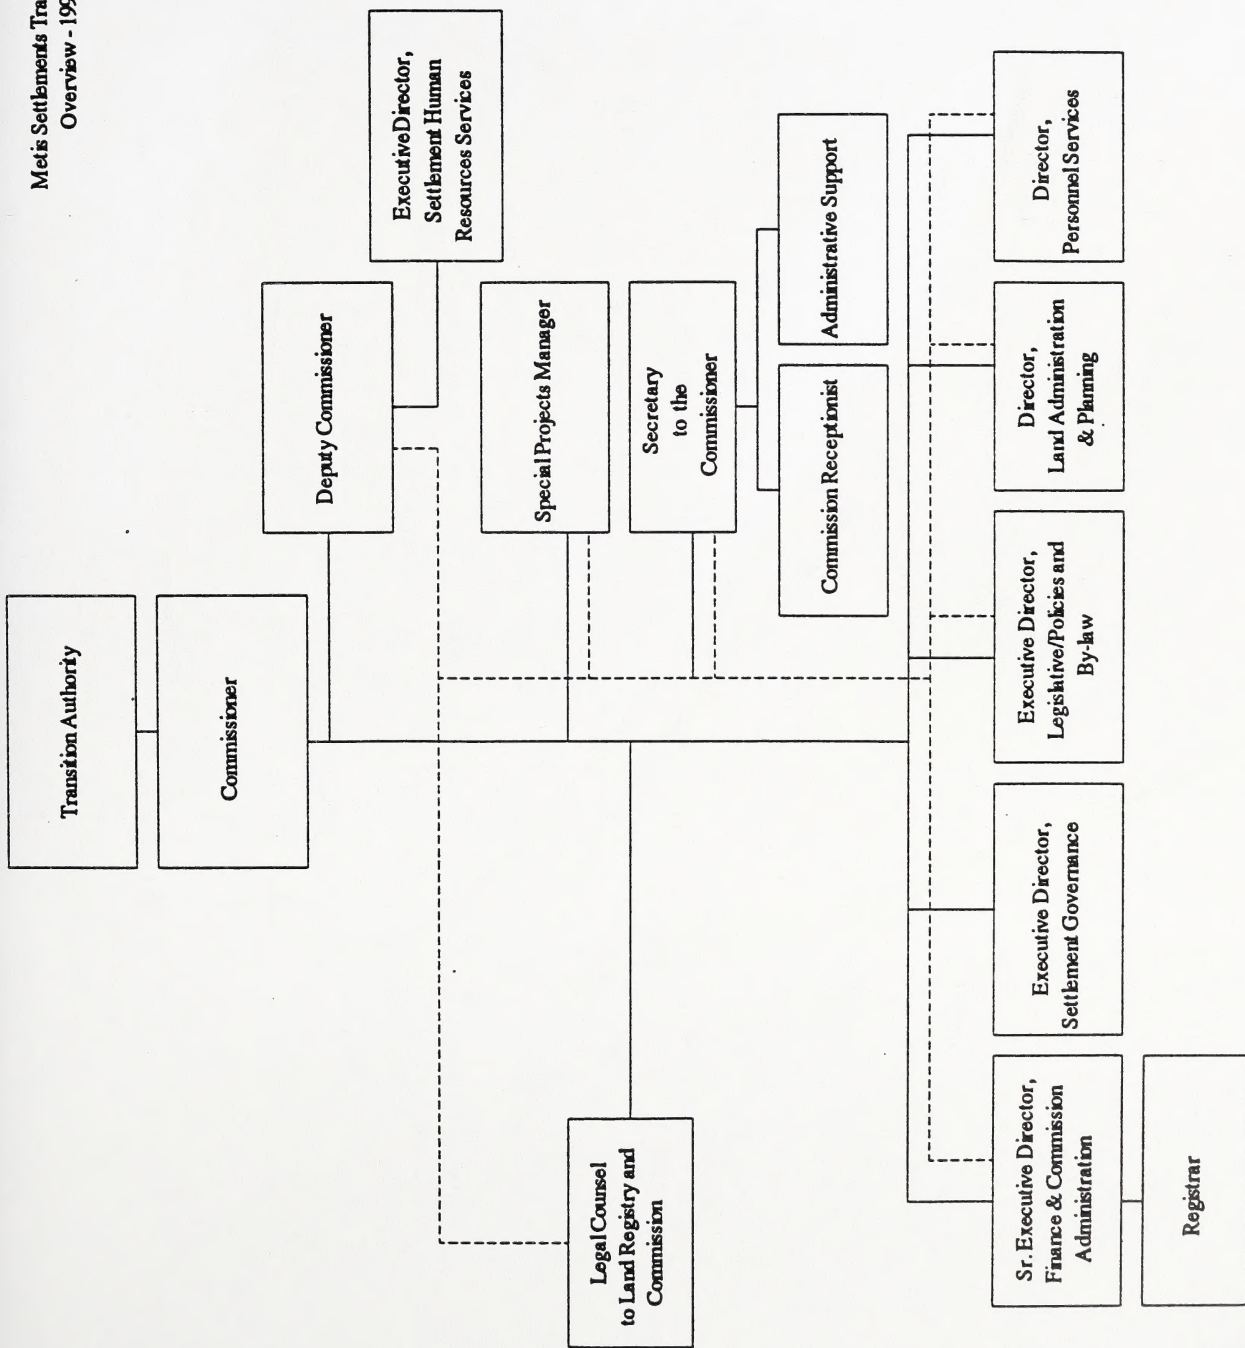 Metis Settlements
Overview -
Transition Authority
Commissioner
Deputy Commissioner
Executive Director,
Settlement Human
Resources Services
Special Projects Manager
Secretary
to the
Commissioner
Commission Receptionist
Administrative Support
Legal Counsel
to Land Registry and
Commission
Sr. Executive Director,
Finance & Commission
Administration
Executive Director,
Settlement Governance
Executive Director,
Legislative/Policies and
By-law
Director,
Land Administration
& Planning
Director,
Personnel Services
Registrar